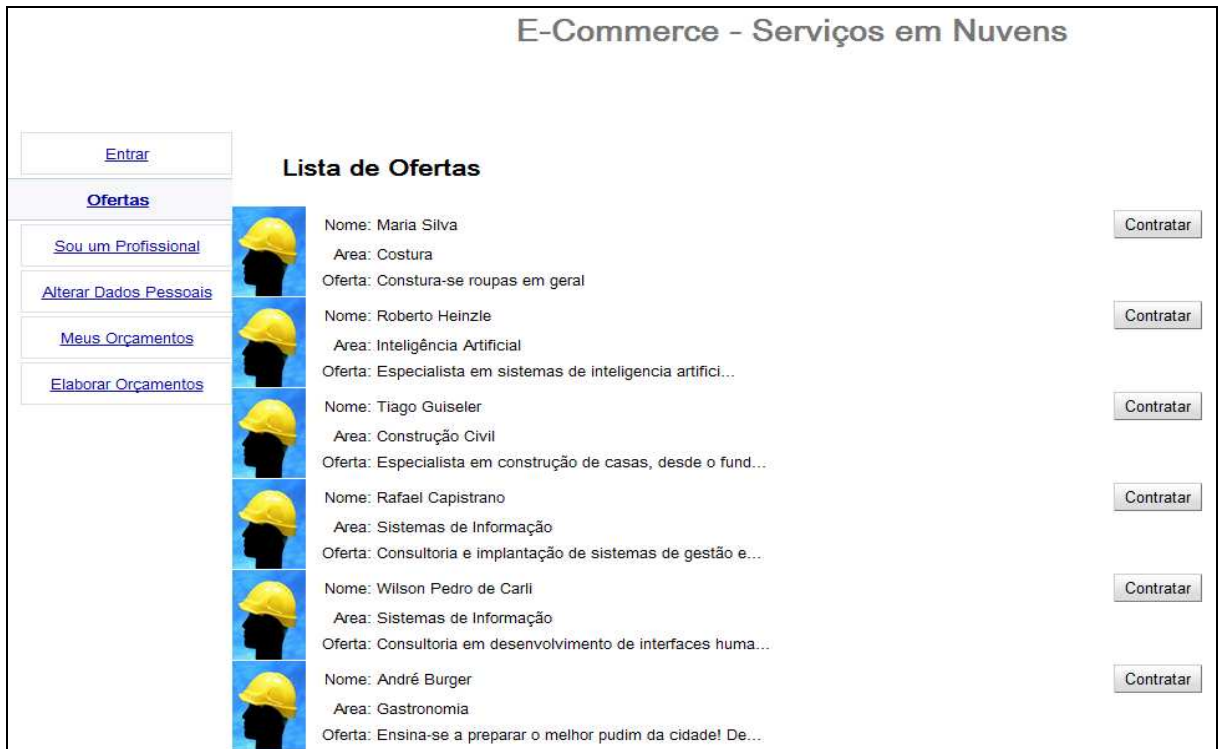 E-Commerce - Serviços em Nuvens
Entrar
Ofertas
Sou um Profissional
Alterar Dados Pessoais
Meus Orçamentos
Elaborar Orçamentos
Lista de Ofertas
Nome: Maria Silva
Contratar
Area: Costura
Oferta: Constura-se roupas em geral
Nome: Roberto Heinzle
Contratar
Area: Inteligência Artificial
Oferta: Especialista em sistemas de inteligencia artifici...
Nome: Tiago Guiseler
Contratar
Area: Construção Civil
Oferta: Especialista em construção de casas, desde o fund...
Nome: Rafael Capistrano
Contratar
Area: Sistemas de Informação
Oferta: Consultoria e implantação de sistemas de gestão e...
Nome: Wilson Pedro de Carli
Contratar
Area: Sistemas de Informação
Oferta: Consultoria em desenvolvimento de interfaces huma...
Nome: André Burger
Contratar
Area: Gastronomia
Oferta: Ensina-se a preparar o melhor pudim da cidade! De...